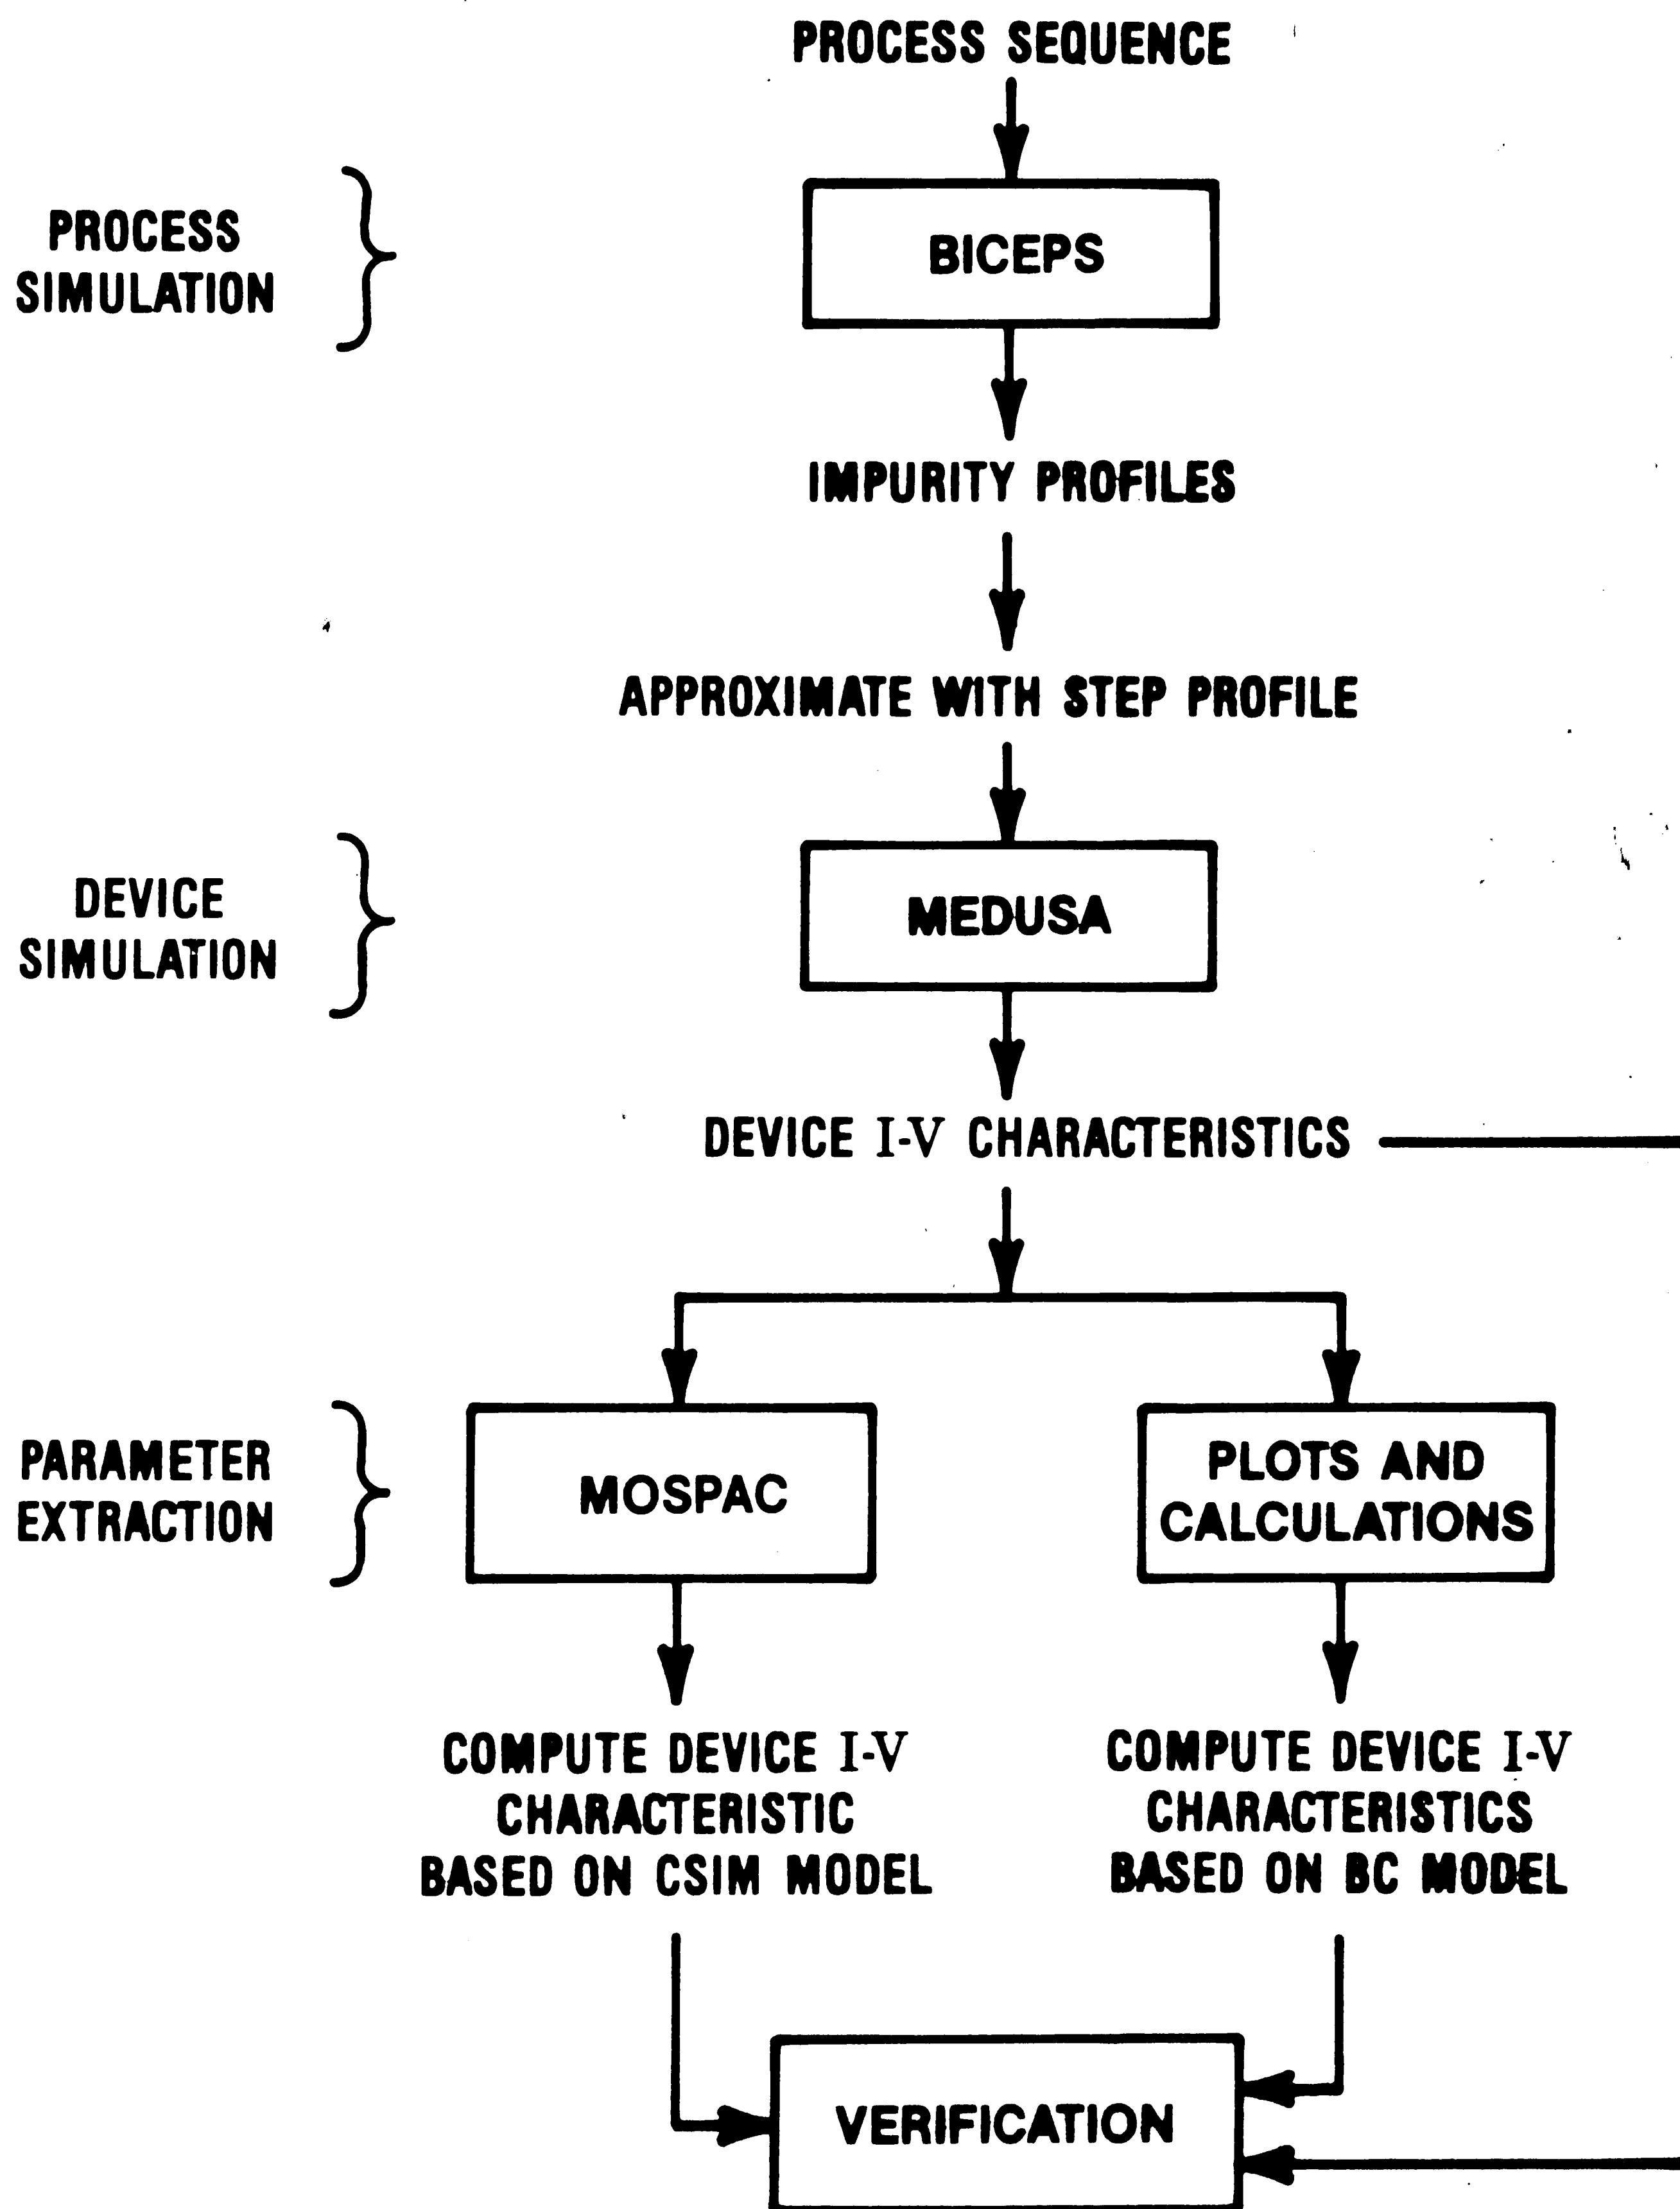 PROCESS SEQUENCE
PROCESS
SIMULATION
BICEPS
IMPURITY PROFILES
APPROXIMATE WITH STEP PROFILE
DEVICE
SIMULATION
MEDUSA
DEVICE I-V CHARACTERISTICS
PARAMETER
EXTRACTION
MOSPAC
PLOTS AND
CALCULATIONS
COMPUTE DEVICE I-V
CHARACTERISTIC
BASED ON CSIM MODEL
COMPUTE DEVICE I-V
CHARACTERISTICS
BASED ON BC MODEL
VERIFICATION